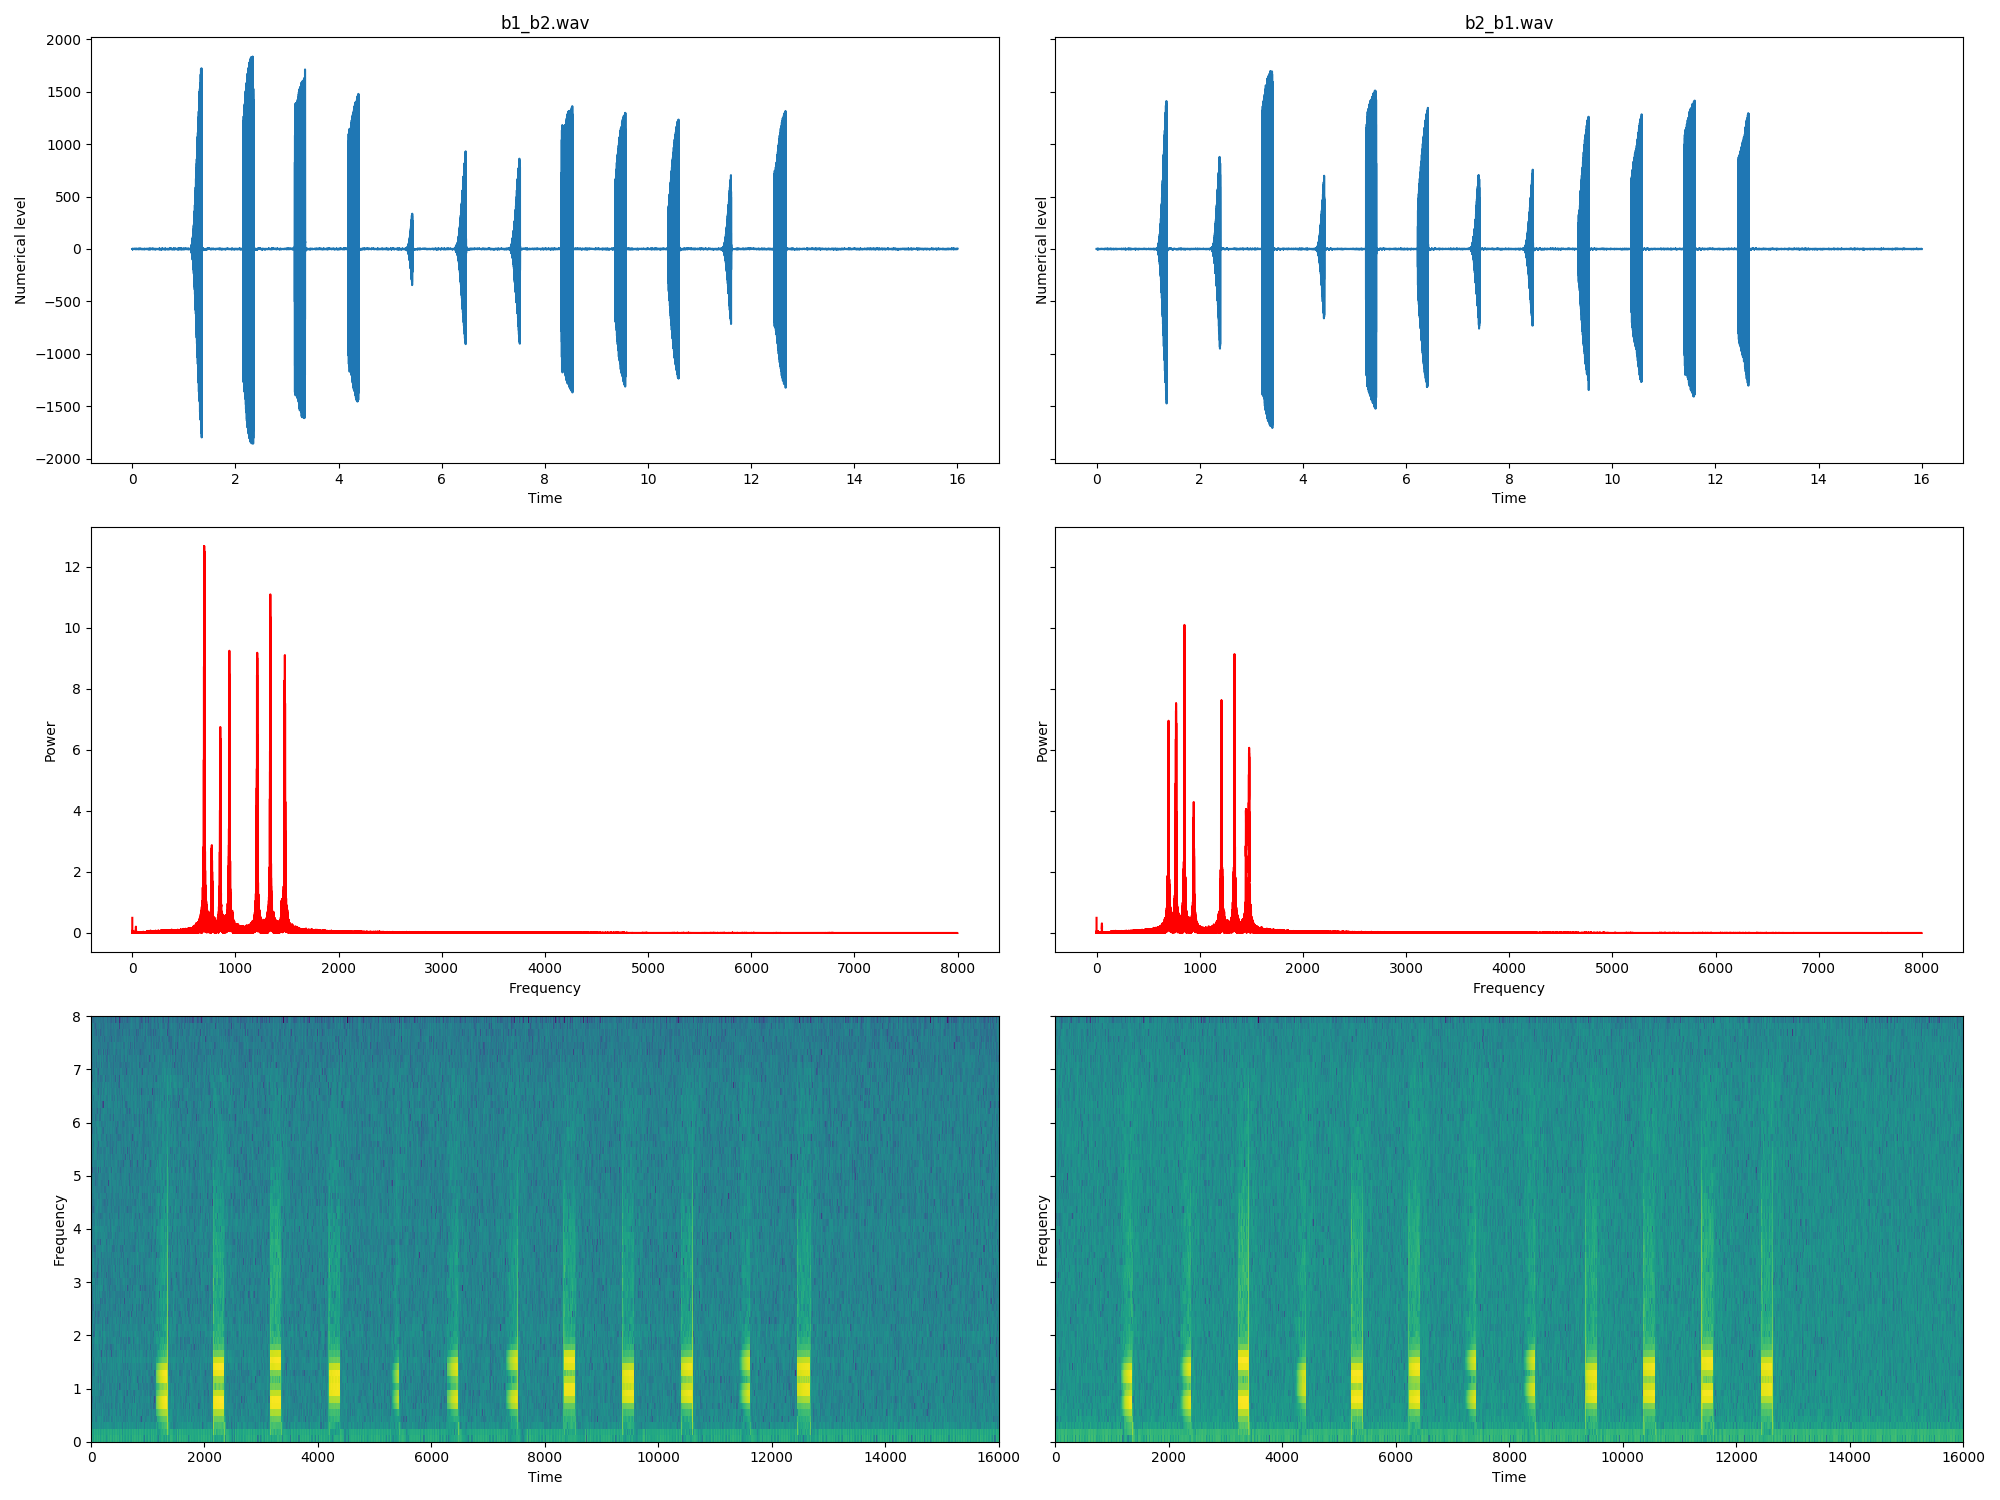 b1_b2.wav b2_b1.wav
2000
1500
1000
500
0
−500
−1000
−1500
−2000
Numerical level Numerical level
0 2 4 6 8 10 12 14 16 0 2 4 6 8 10 12 14 16
Time Time
12
10
8
6
4
2
0
Power Power
0 1000 2000 3000 4000 5000 6000 7000 8000 0 1000 2000 3000 4000 5000 6000 7000 8000
Frequency Frequency
8
7
6
5
4
3
2
1
0
Frequency Frequency
0 2000 4000 6000 8000 10000 12000 14000 16000 0 2000 4000 6000 8000 10000 12000 14000 16000
Time Time